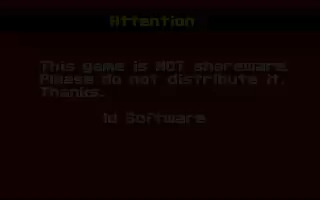 Attention
This game is NOT shareware.
Please do not distribute it.
Thanks.
Id Software